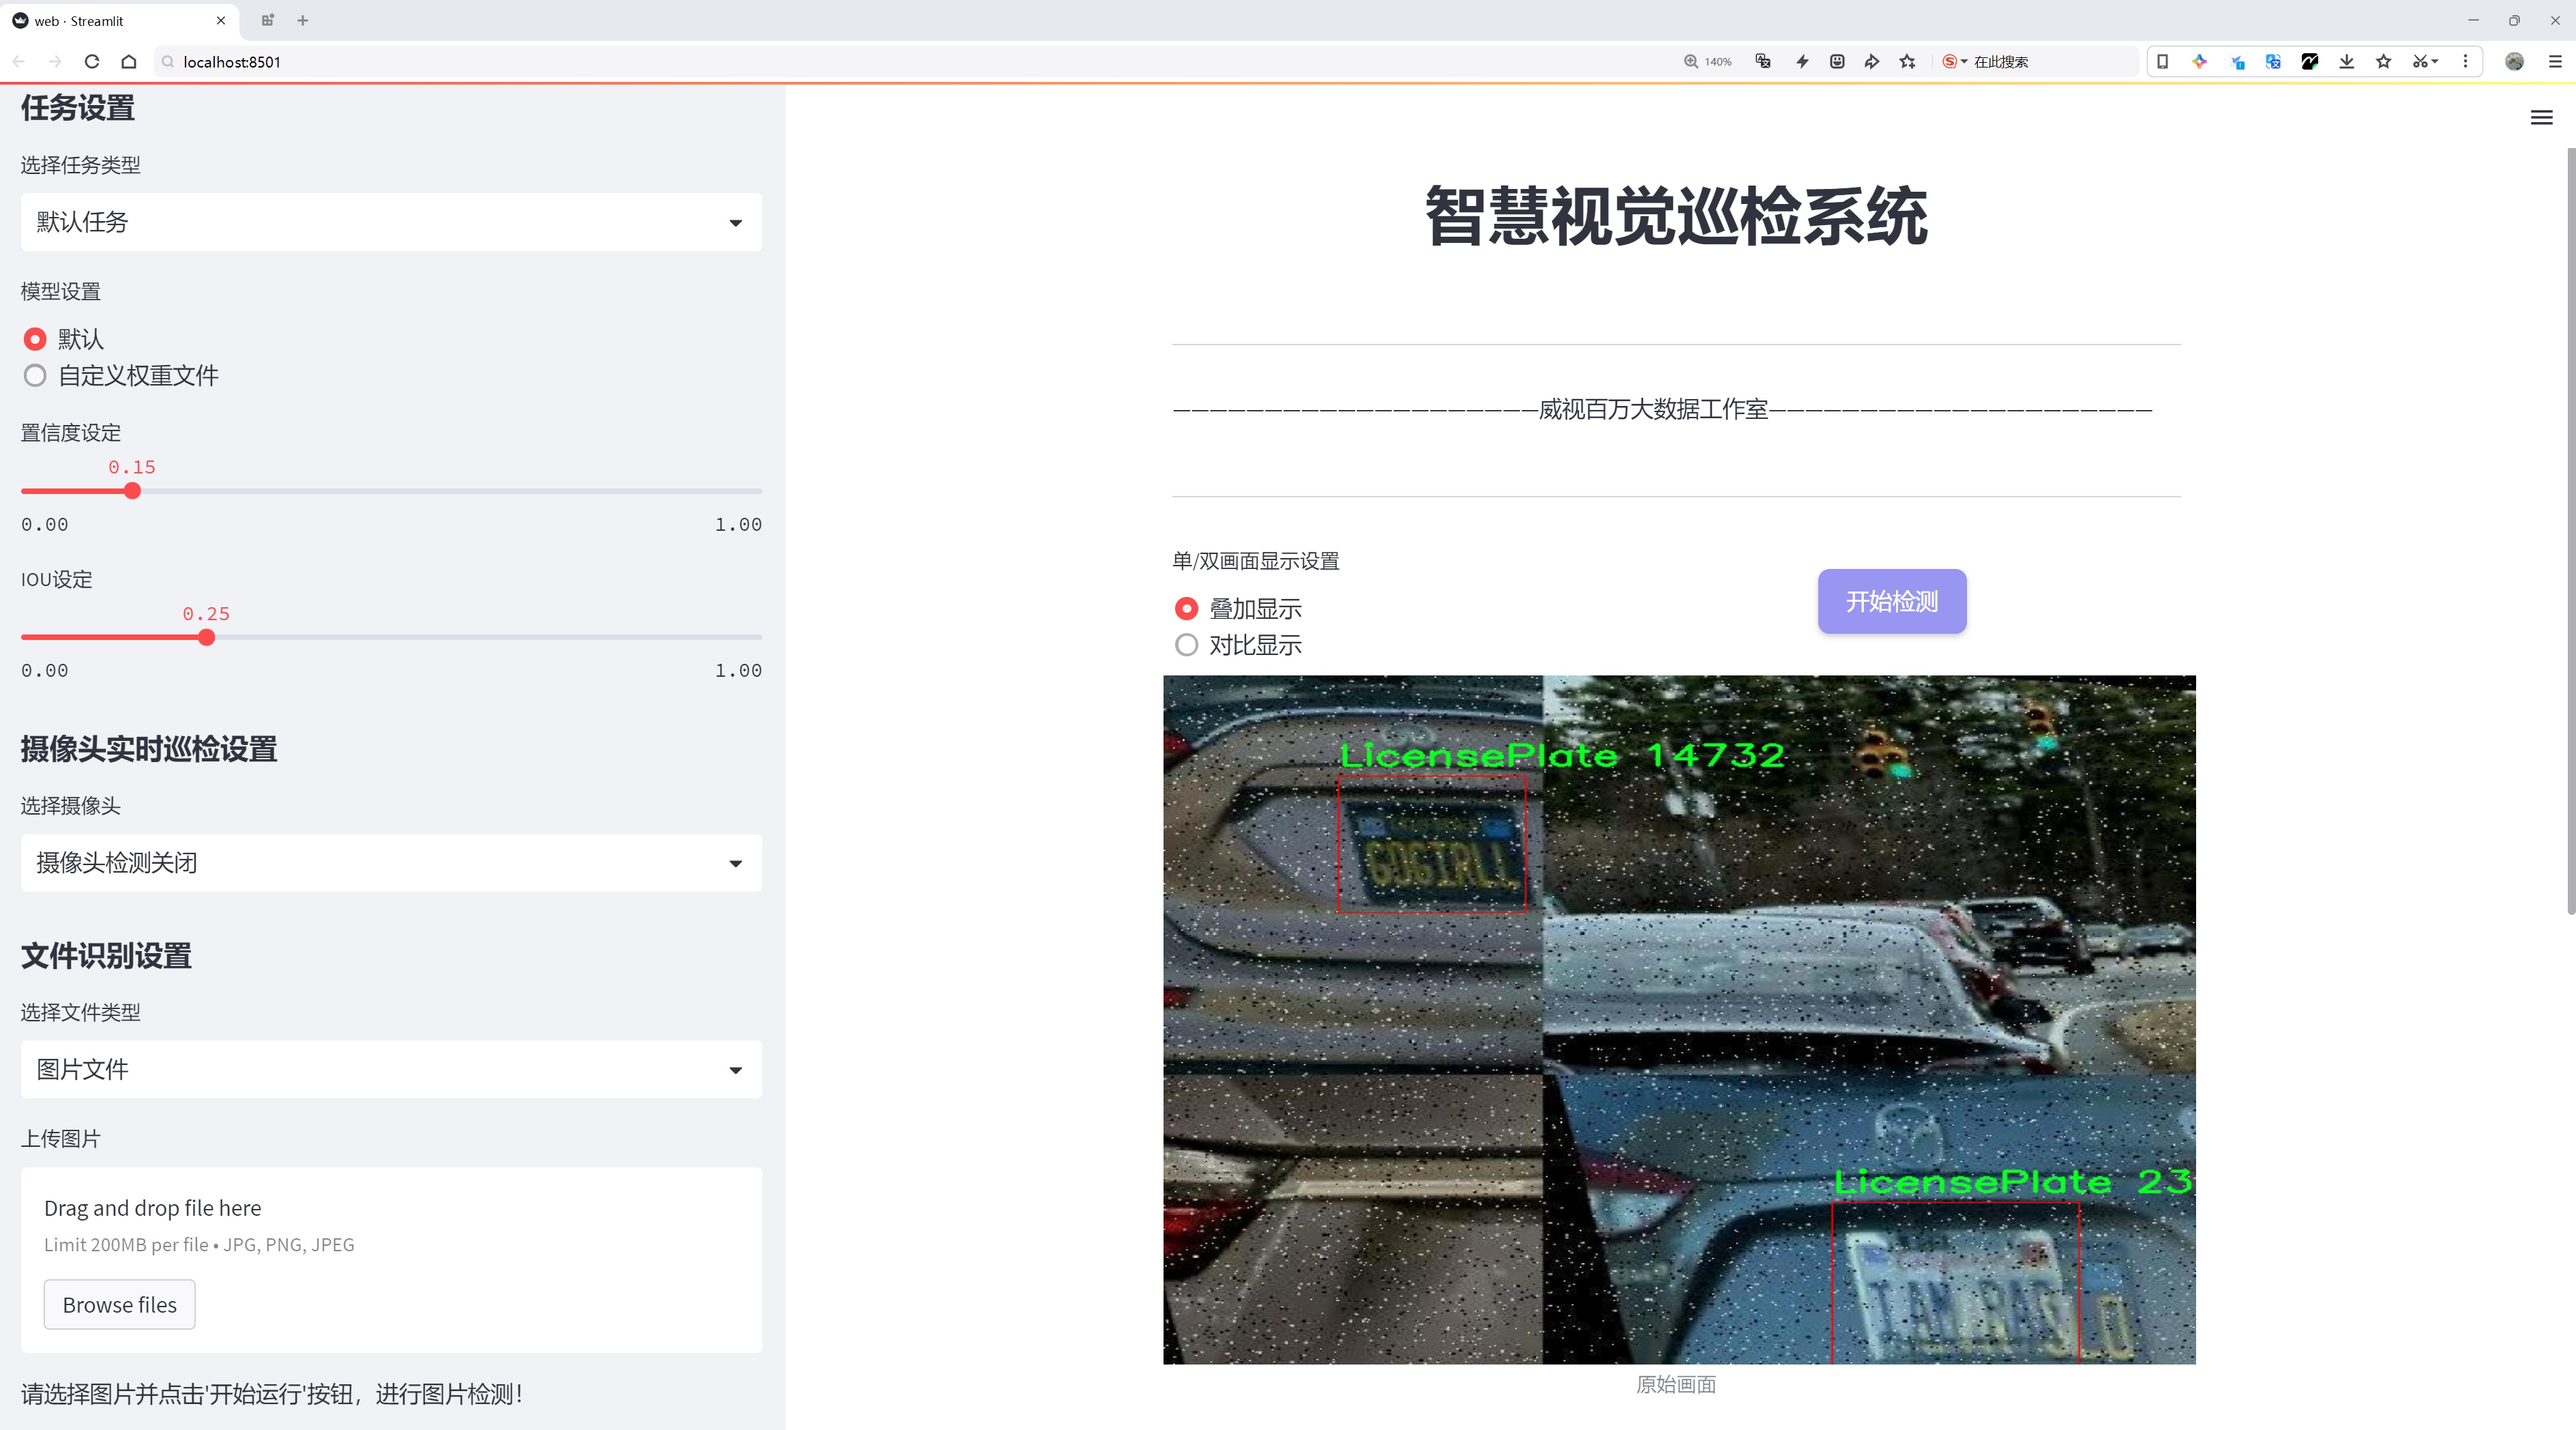 web · Streamlit
localhost:8501
140%
在此搜索
任务设置
选择任务类型
默认任务
模型设置
默认
自定义权重文件
置信度设定
0.15
0.00
1.00
IOU设定
0.25
0.00
1.00
摄像头实时巡检设置
选择摄像头
摄像头检测关闭
文件识别设置
选择文件类型
图片文件
上传图片
Drag and drop file here
Limit 200MB per file • JPG, PNG, JPEG
Browse files
请选择图片并点击'开始运行'按钮，进行图片检测！
智慧视觉巡检系统
————————————————————威视百万大数据工作室—————————————————————
单/双画面显示设置
叠加显示
对比显示
开始检测
LicensePlate 14732
LicensePlate 23
原始画面